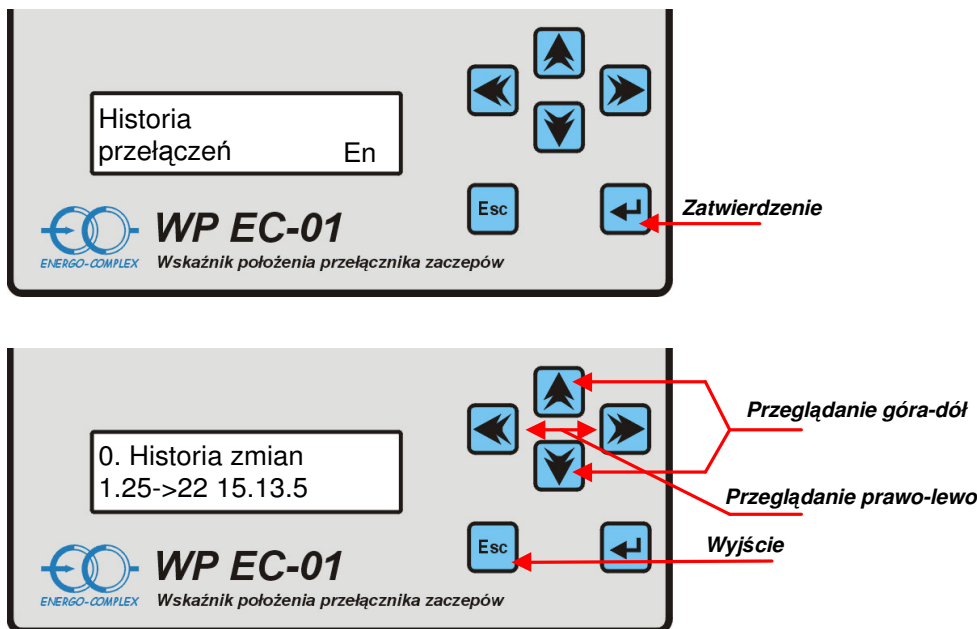 Historia
przełączeń En
Esc
Zatwierdzenie
WP EC-01
ENERGO-COMPLEX
Wskaźnik położenia przełącznika zaczepów
Przeglądanie góra-dół
0. Historia zmian
1.25->22 15.13.5
Przeglądanie prawo-lewo
Esc
Wyjście
WP EC-01
ENERGO-COMPLEX
Wskaźnik położenia przełącznika zaczepów